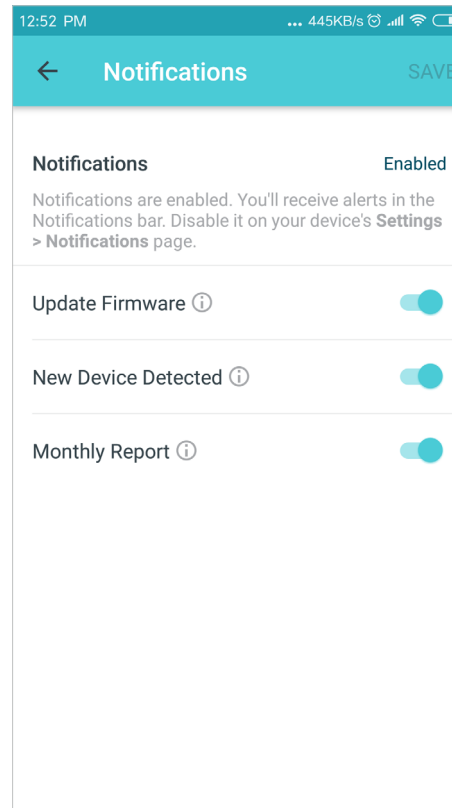 12:52 PM ... 445KB/s
Notifications SAVE
Notifications Enabled
Notifications are enabled. You'll receive alerts in the
Notifications bar. Disable it on your device's Settings
> Notifications page.
Update Firmware
New Device Detected
Monthly Report